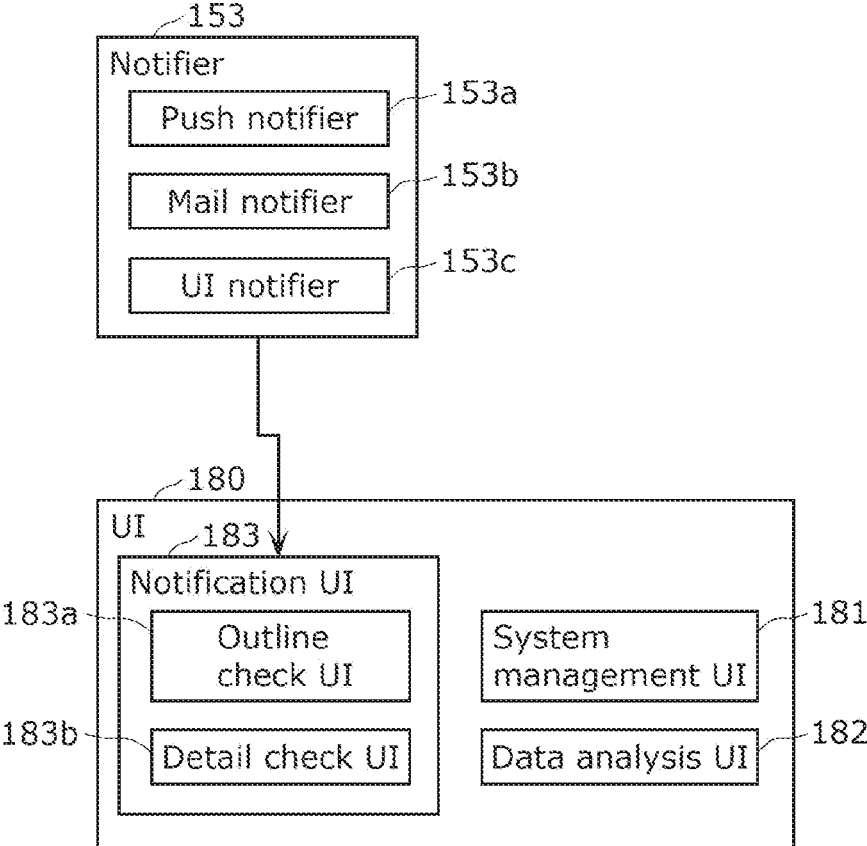 153
Notifier
Push notifier
153a
Mail notifier
153b
UI notifier
153c
180
UI
183
Notification UI
183a
Outline
check UI
System
management UI
181
183b
Detail check UI
Data analysis UI
182